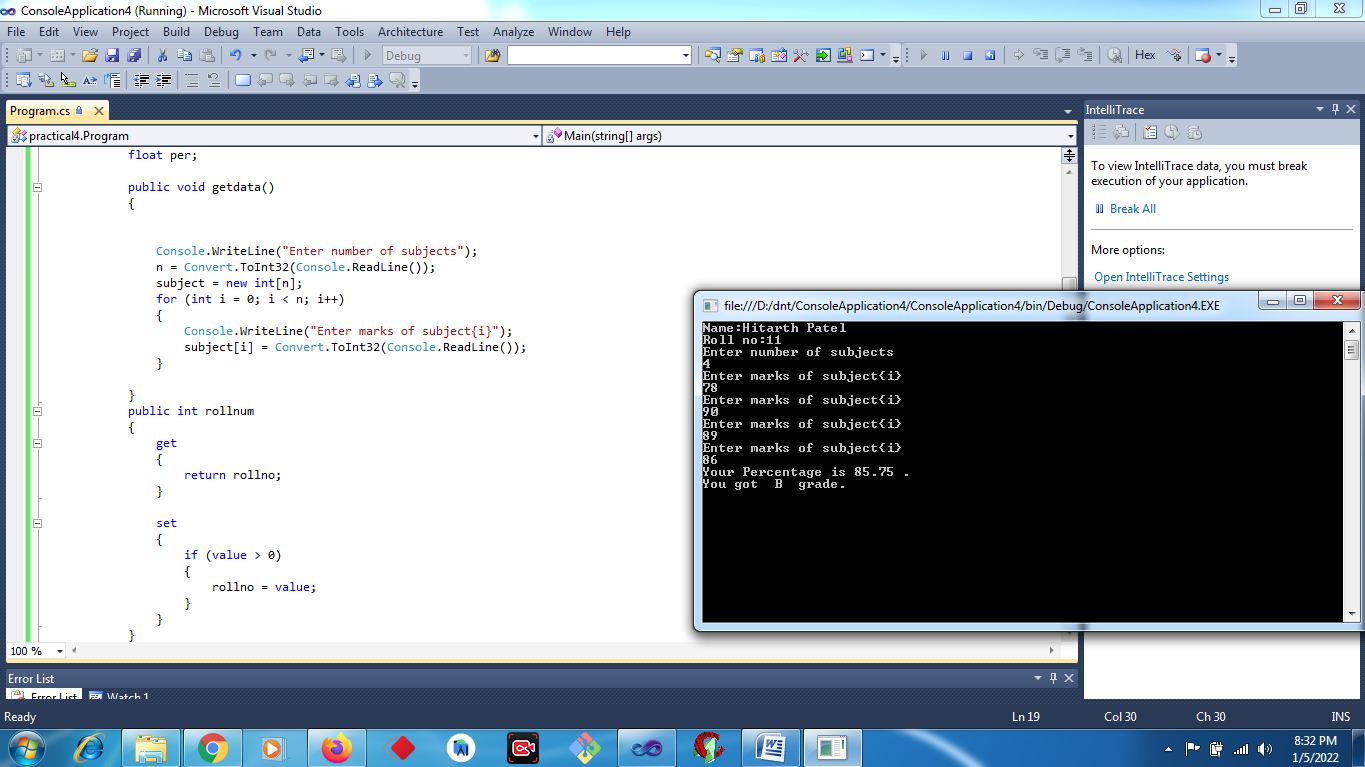 ConsoleApplication4 (Running) - Microsoft Visual Studio
File Edit View Project Build Debug Team Data Tools Architecture Test Analyze Window Help
Debug
Hex
Program.cs
practical4.Program
Main(string[] args)
float per;
public void getdata()
{
Console.WriteLine("Enter number of subjects");
n = Convert.ToInt32(Console.ReadLine());
subject = new int[n];
for (int i = 0; i < n; i++)
{
Console.WriteLine("Enter marks of subject{i}");
subject[i] = Convert.ToInt32(Console.ReadLine());
}
}
public int rollnum
{
get
{
return rollno;
}
set
{
if (value > 0)
{
rollno = value;
}
}
}
100 %
IntelliTrace
To view IntelliTrace data, you must break
execution of your application.
Break All
More options:
Open IntelliTrace Settings
file:///D:/dnt/ConsoleApplication4/ConsoleApplication4/bin/Debug/ConsoleApplication4.EXE
Name:Hitarth Patel
Roll no:11
Enter number of subjects
4
Enter marks of subject{i}
78
Enter marks of subject{i}
90
Enter marks of subject{i}
89
Enter marks of subject{i}
86
Your Percentage is 85.75 .
You got  B  grade.
Error List
Error List Watch 1
Ready Ln 19 Col 30 Ch 30 INS
8:32 PM
1/5/2022